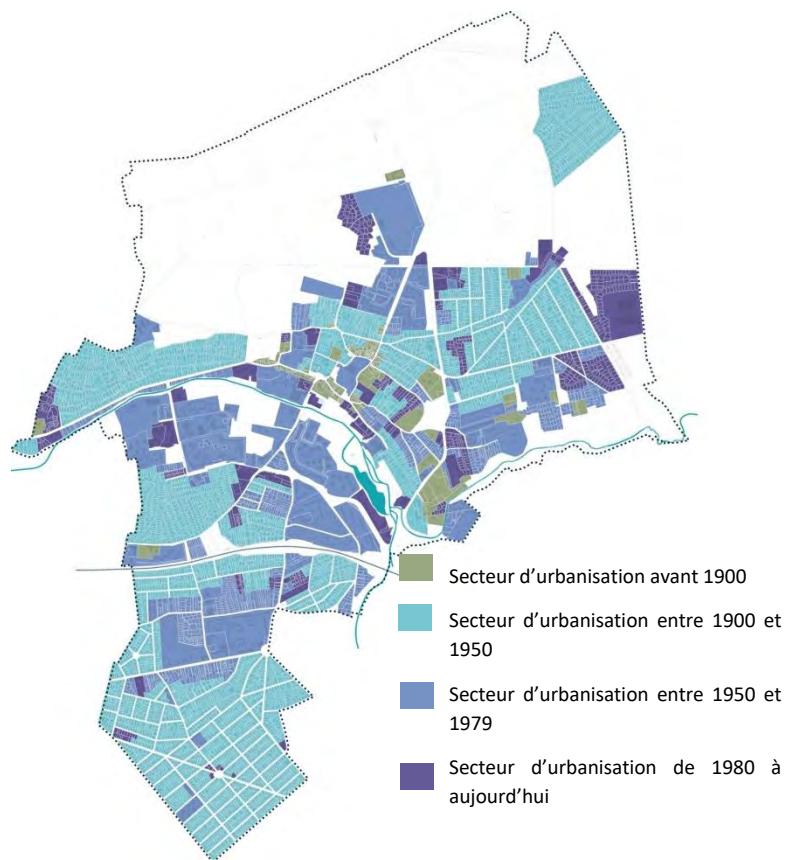 Secteur d’urbanisation avant 1900
Secteur d’urbanisation entre 1900 et
1950
Secteur d’urbanisation entre 1950 et
1979
Secteur d’urbanisation de 1980 à
aujourd’hui